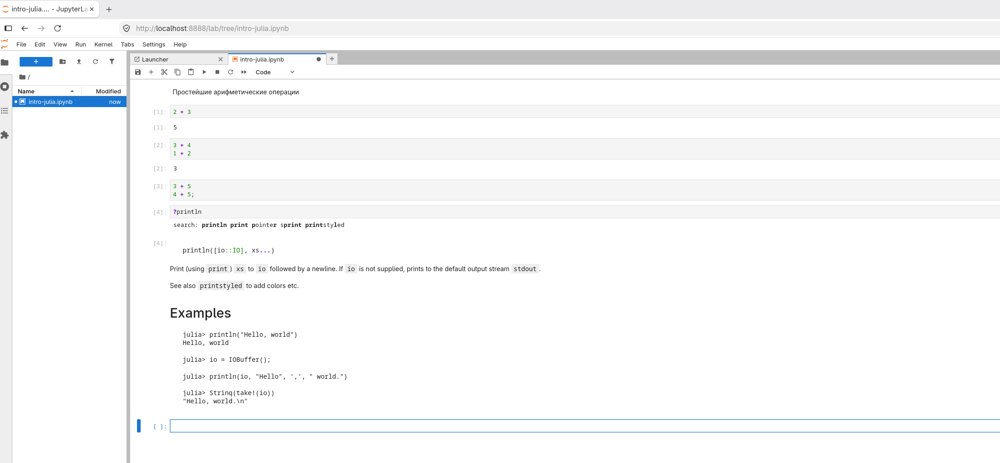 intro-julia.... - JupyterLa
http://localhost:8888/lab/tree/intro-julia.ipynb
File Edit View Run Kernel Tabs Settings Help
Launcher intro-julia.ipynb
Code
/
Name Modified
intro-julia.ipynb now
Простейшие арифметические операции
[1]: 2 + 3
[1]: 5
[2]: 3 + 4
1 + 2
[2]: 3
[3]: 3 + 5
4 + 5;
[4]: ?println
search: println print pointer sprint printstyled
[4]:
println([io::IO], xs...)
Print (using print) xs to io followed by a newline. If io is not supplied, prints to the default output stream stdout.
See also printstyled to add colors etc.
Examples
julia> println("Hello, world")
Hello, world
julia> io = IOBuffer();
julia> println(io, "Hello", ',', " world.")
julia> String(take!(io))
"Hello, world.\n"
[ ]: